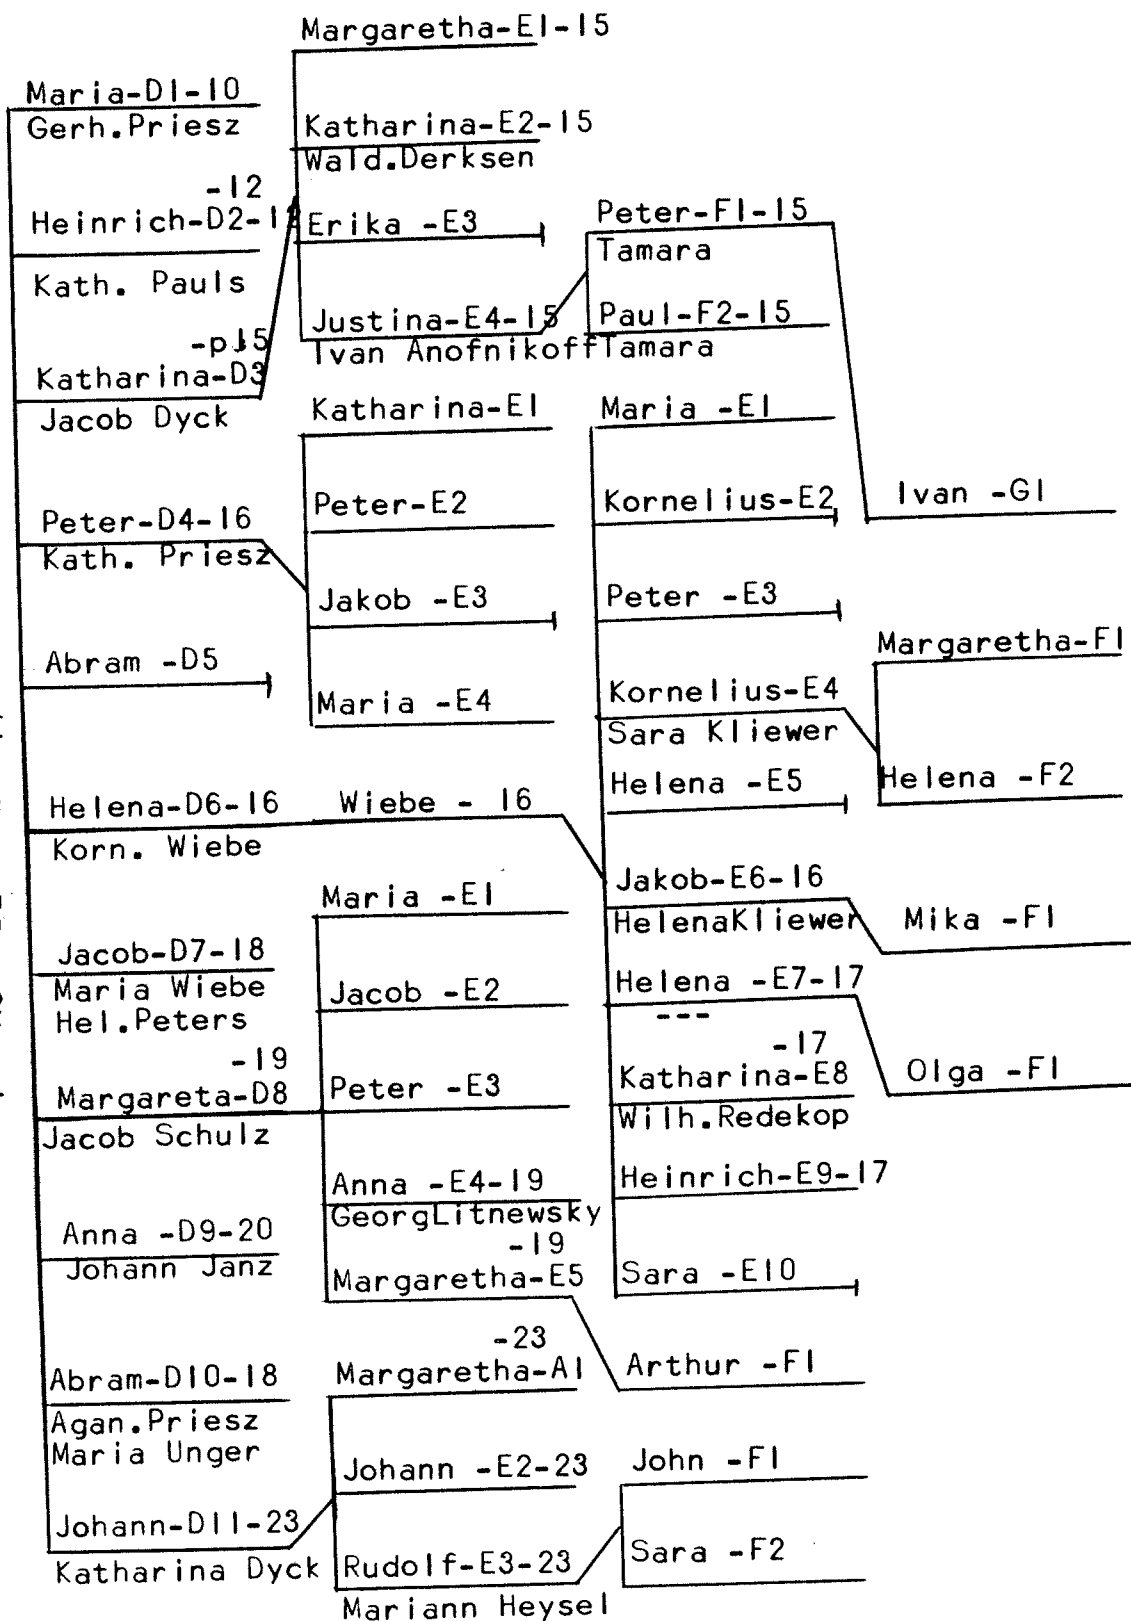 Margaretha-E1-15
Maria-D1-10
Gerh.Priesz
Katharina-E2-15
Wald.Derksen
-12
Heinrich-D2-12
Kath. Pauls
Erika -E3
Peter-F1-15
Tamara
Justina-E4-15
Ivan Anofnikoff
Paul-F2-15
Tamara
-p15
Katharina-D3
Jacob Dyck
Katharina-E1
Maria -E1
Peter-D4-16
Kath. Priesz
Peter-E2
Kornelius-E2
Ivan -G1
Jakob -E3
Peter -E3
Abram -D5
Maria -E4
Kornelius-E4
Sara Kliewer
Margaretha-F1
Helena -F2
Helena-D6-16
Korn. Wiebe
Wiebe - 16
Helena -E5
Maria -E1
Jakob-E6-16
HelenaKliewer
Mika -F1
Jacob-D7-18
Maria Wiebe
Hel.Peters
Jacob -E2
Helena -E7-17
---
-19
Margareta-D8
Jacob Schulz
Peter -E3
-17
Katharina-E8
Wilh.Redekop
Olga -F1
Anna -E4-19
GeorgLitnewsky
Heinrich-E9-17
Anna -D9-20
Johann Janz
-19
Margaretha-E5
Sara -E10
Abram-D10-18
Agan.Priesz
Maria Unger
-23
Margaretha-A1
Arthur -F1
Johann -E2-23
John -F1
Johann-D11-23
Katharina Dyck
Rudolf-E3-23
Mariann Heysel
Sara -F2